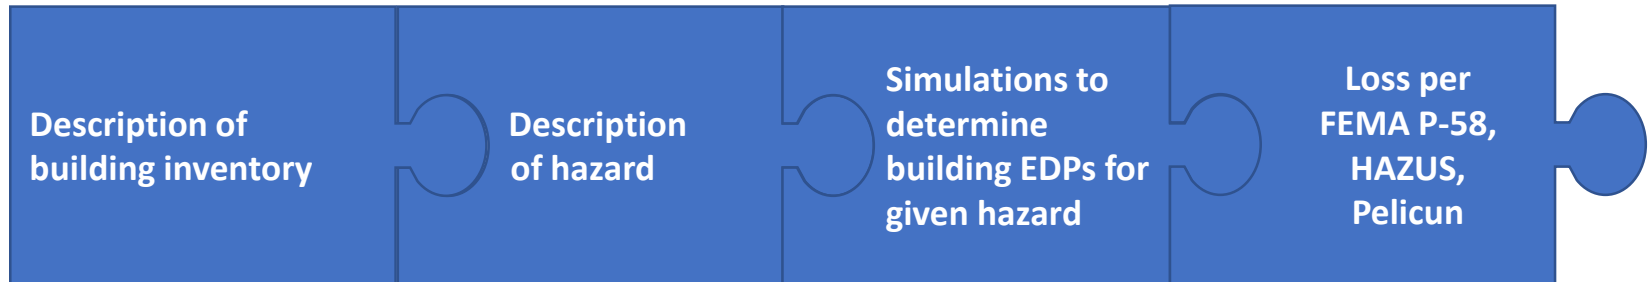 Description of
building inventory
Description
of hazard
Simulations to
determine
building EDPs for
given hazard
Loss per
FEMA P-58,
HAZUS,
Pelicun